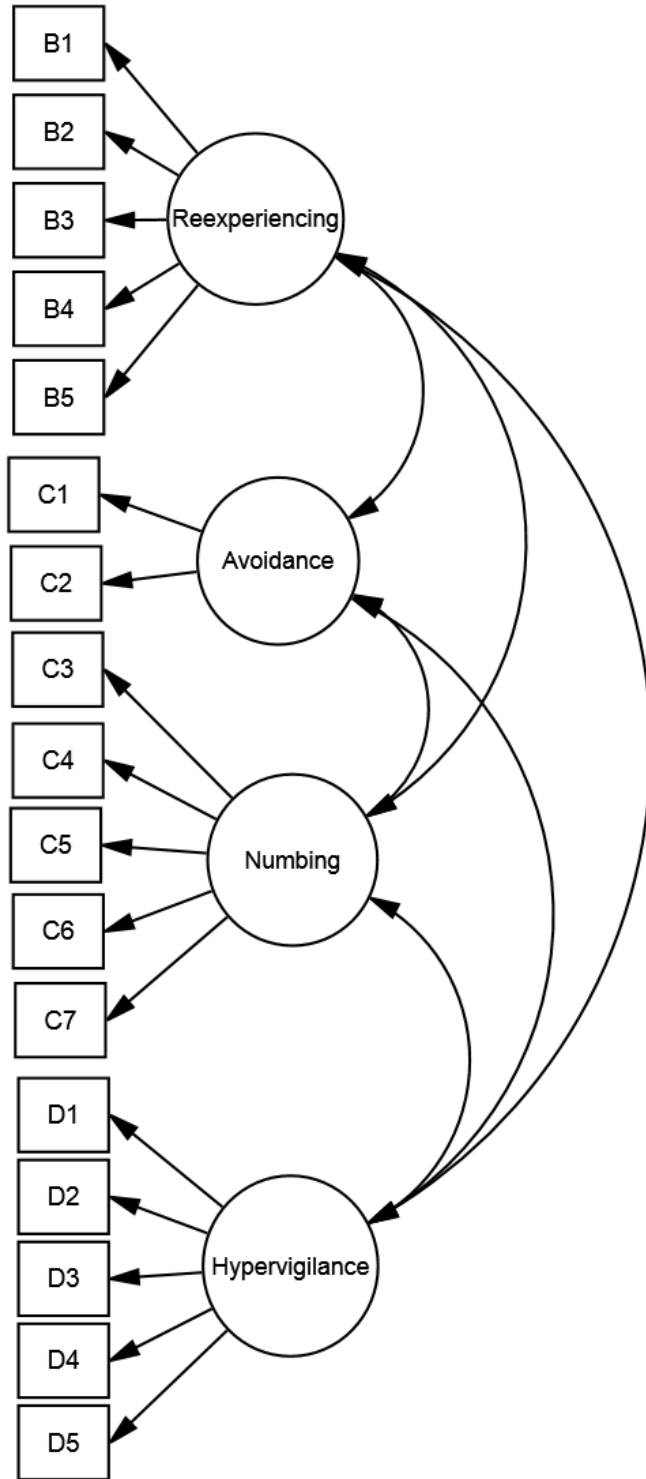 B1
B2
Reexperiencing
B3
B4
B5
C1
Avoidance
C2
C3
C4
C5
Numbing
C6
C7
D1
D2
D3
Hypervigilance
D4
D5